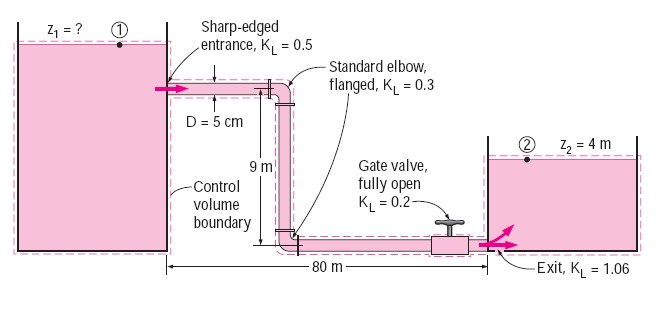 z₁ = ?
①
Sharp-edged
entrance, K_L = 0.5
Standard elbow,
flanged, K_L = 0.3
D = 5 cm
9 m
Control
volume
boundary
Gate valve,
fully open
K_L = 0.2
②
z₂ = 4 m
80 m
Exit, K_L = 1.06